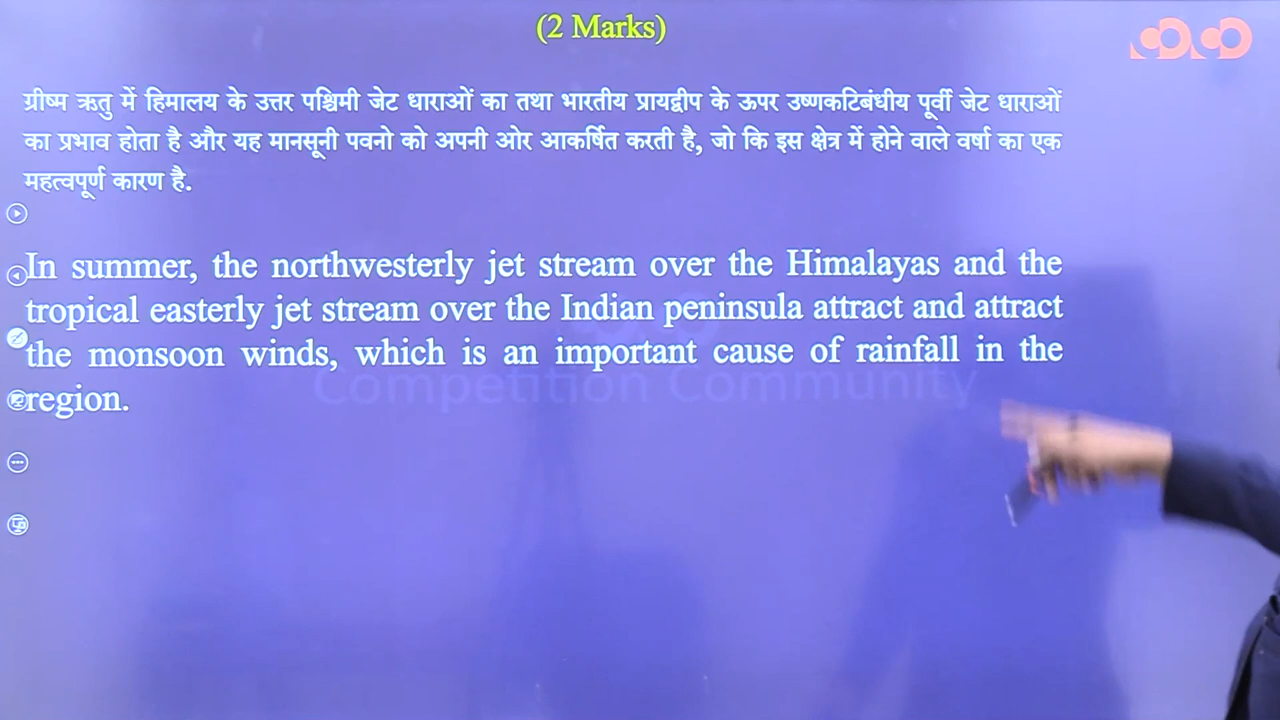 (2 Marks)
ग्रीष्म ऋतु में हिमालय के उत्तर पश्चिमी जेट धाराओं का तथा भारतीय प्रायद्वीप के ऊपर उष्णकटिबंधीय पूर्वी जेट धाराओं
का प्रभाव होता है और यह मानसूनी पवनो को अपनी ओर आकर्षित करती है, जो कि इस क्षेत्र में होने वाले वर्षा का एक
महत्वपूर्ण कारण है.
In summer, the northwesterly jet stream over the Himalayas and the
tropical easterly jet stream over the Indian peninsula attract and attract
the monsoon winds, which is an important cause of rainfall in the
region.
Competition Community